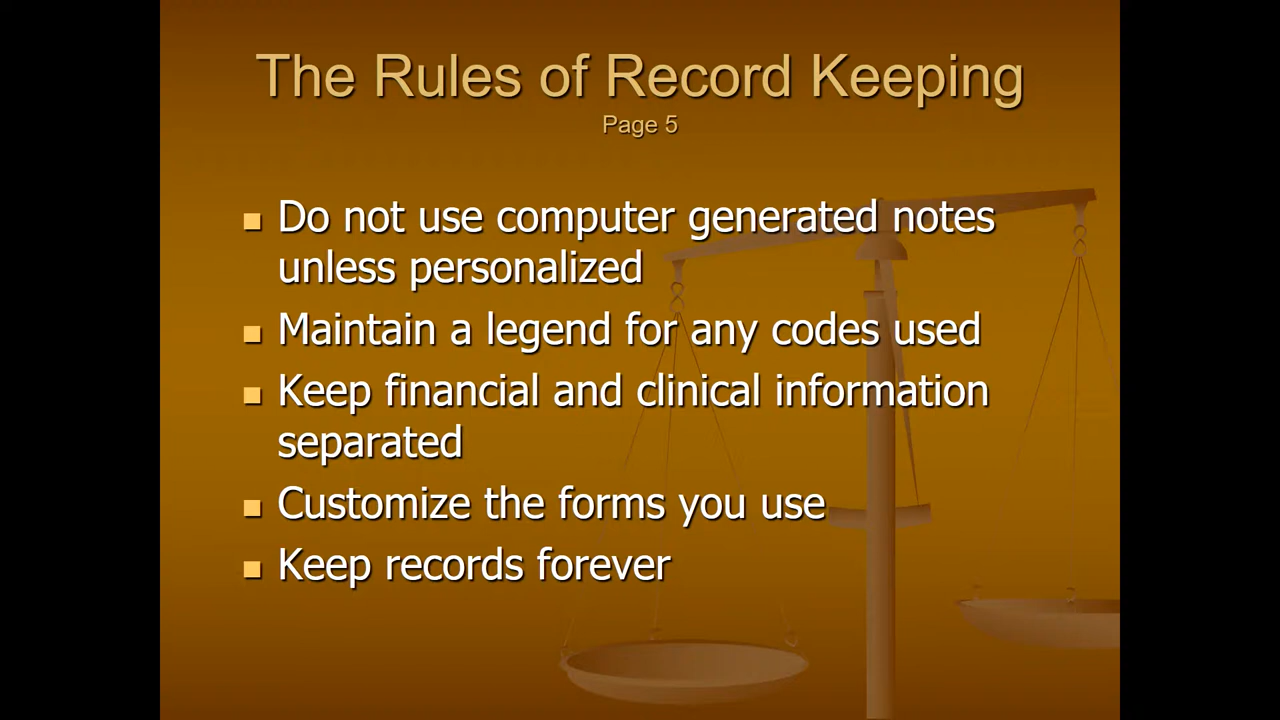 The Rules of Record Keeping
Page 5
Do not use computer generated notes
unless personalized
Maintain a legend for any codes used
Keep financial and clinical information
separated
Customize the forms you use
Keep records forever